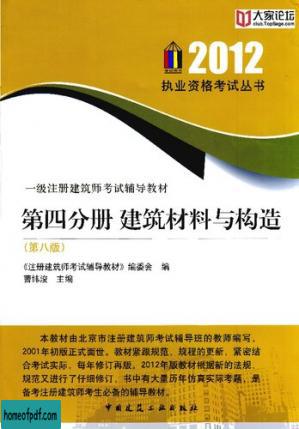 大家论坛
club.TopSage.com
2012
执业资格考试丛书
一级注册建筑师考试辅导教材
第四分册 建筑材料与构造
(第八版)
《注册建筑师考试辅导教材》编委会 编
曹纬浚 主编
本教材由北京市注册建筑师考试辅导班的教师编写,
2001年初版正式面世。教材紧跟规范、规程的更新,紧密结
合考试实际,每年修订再版。2012年版教材根据新的法规、
规范又进行了仔细修订。书中有大量历年仿真实际考题,是
备考注册建筑师考生必备的辅导教材。
中国建筑工业出版社
homeofpdf.com